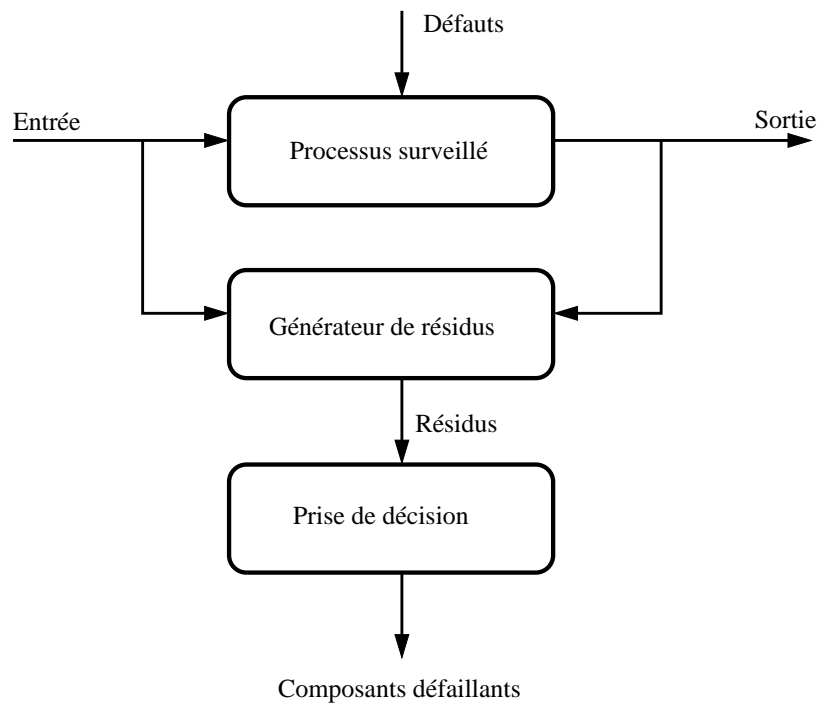 Défauts
Entrée
Sortie
Processus surveillé
Générateur de résidus
Résidus
Prise de décision
Composants défaillants